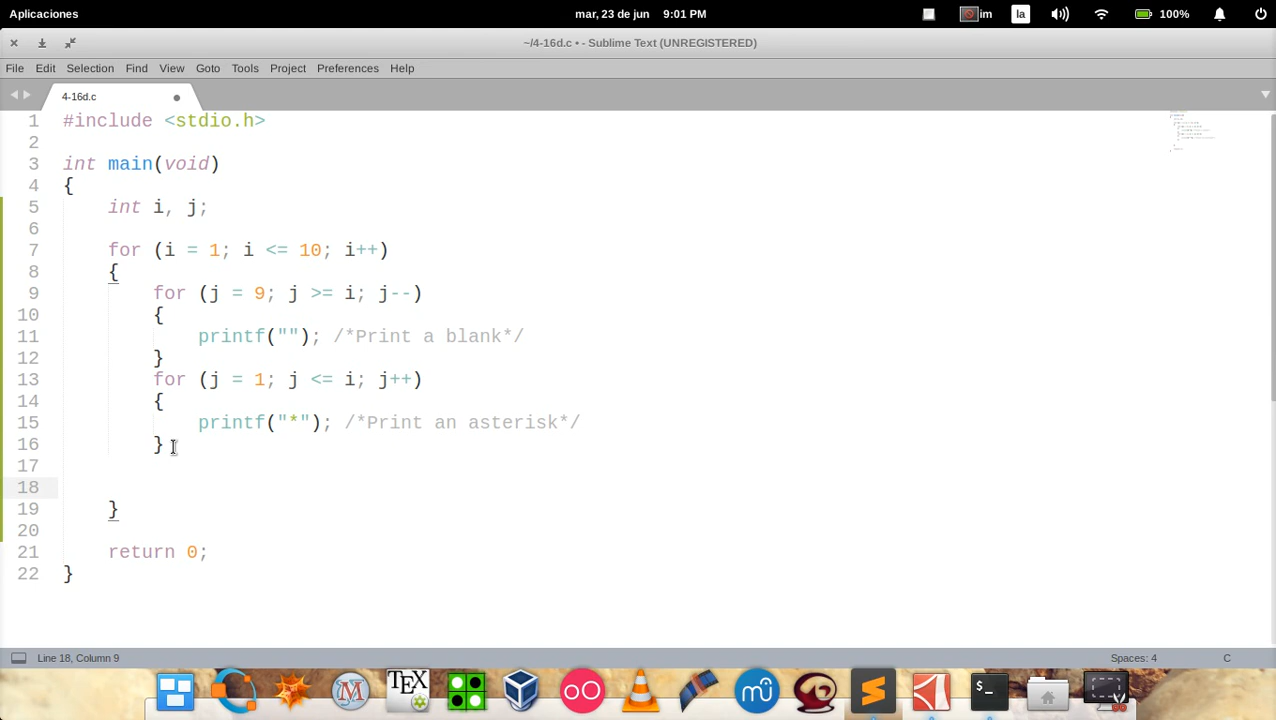 Aplicaciones mar, 23 de jun 9:01 PM im la 100%
~/4-16d.c • - Sublime Text (UNREGISTERED)
File Edit Selection Find View Goto Tools Project Preferences Help
4-16d.c
1 #include <stdio.h>
2
3 int main(void)
4 {
5 int i, j;
6
7 for (i = 1; i <= 10; i++)
8 {
9 for (j = 9; j >= i; j--)
10 {
11 printf(""); /*Print a blank*/
12 }
13 for (j = 1; j <= i; j++)
14 {
15 printf("*"); /*Print an asterisk*/
16 }
17
18
19 }
20
21 return 0;
22 }
Line 18, Column 9 Spaces: 4 C
TEX